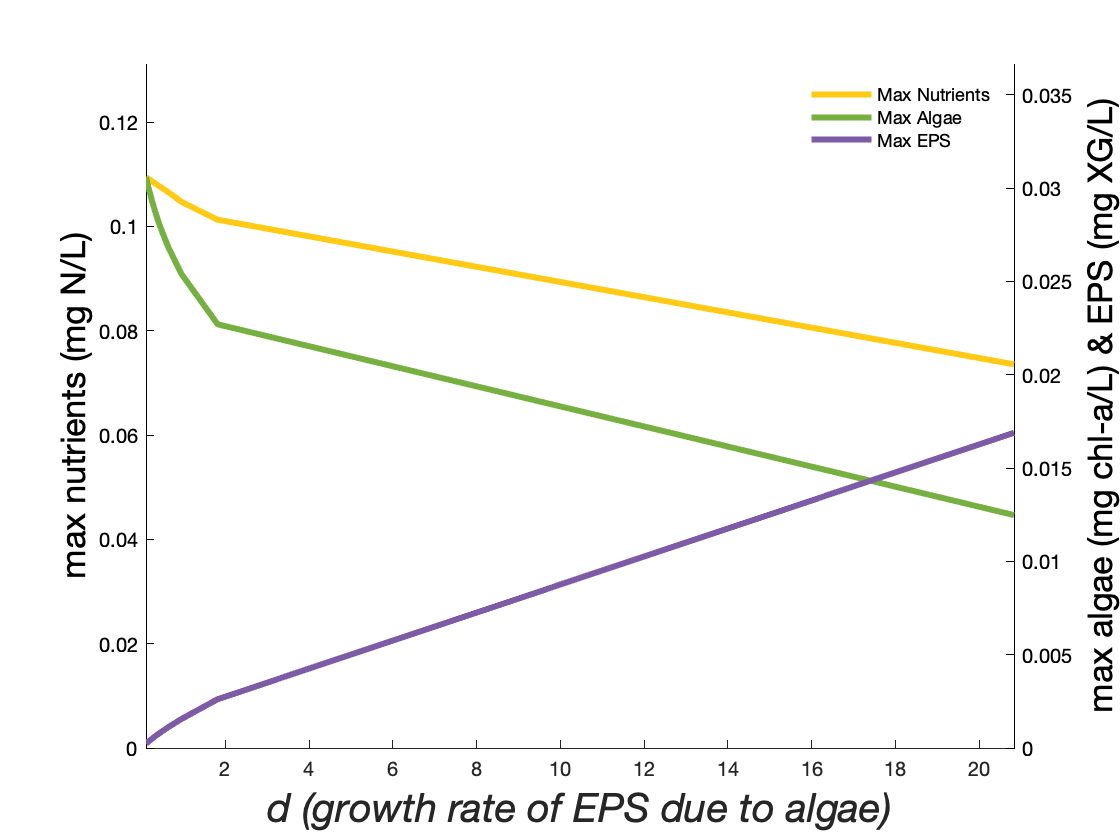 Max Nutrients
Max Algae
Max EPS
max nutrients (mg N/L)
0.12
0.1
0.08
0.06
0.04
0.02
0
0.035
0.03
0.025
0.02
0.015
0.01
0.005
0
max algae (mg chl-a/L) & EPS (mg XG/L)
2 4 6 8 10 12 14 16 18 20
d (growth rate of EPS due to algae)